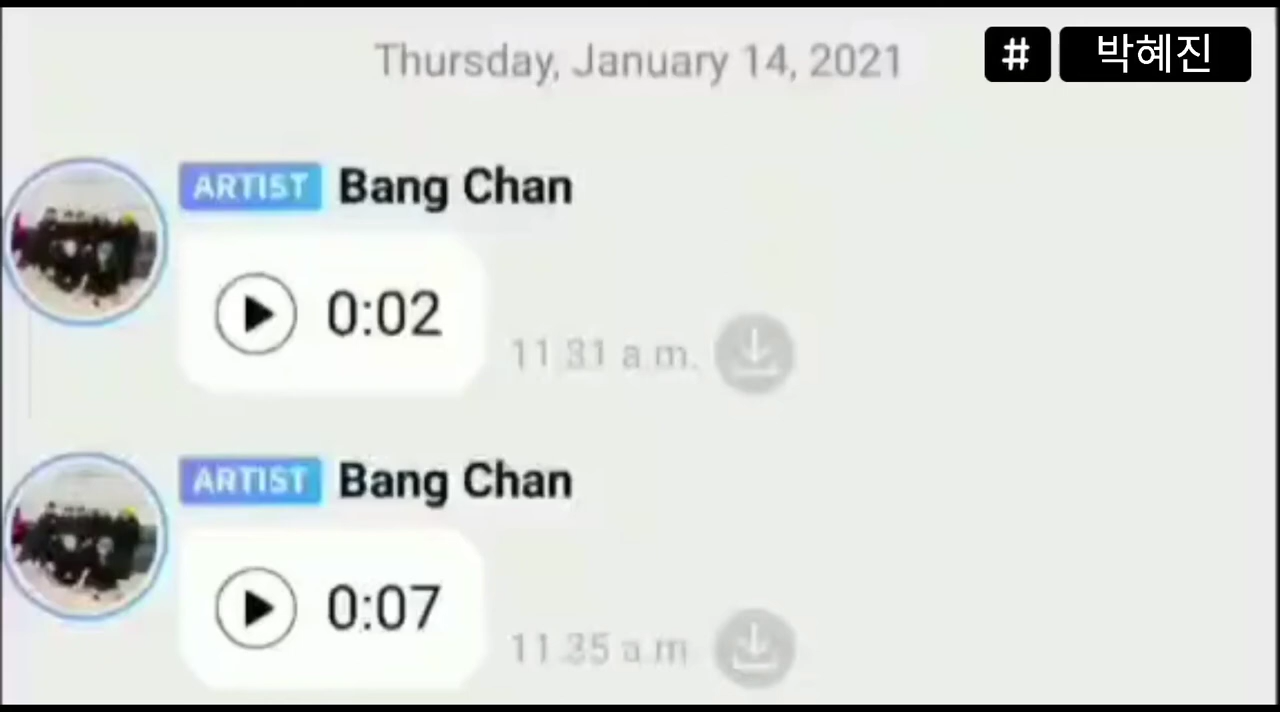 Thursday, January 14, 2021
# 박혜진
ARTIST Bang Chan
0:02
11 31 a m.
ARTIST Bang Chan
0:07
11 35 a m